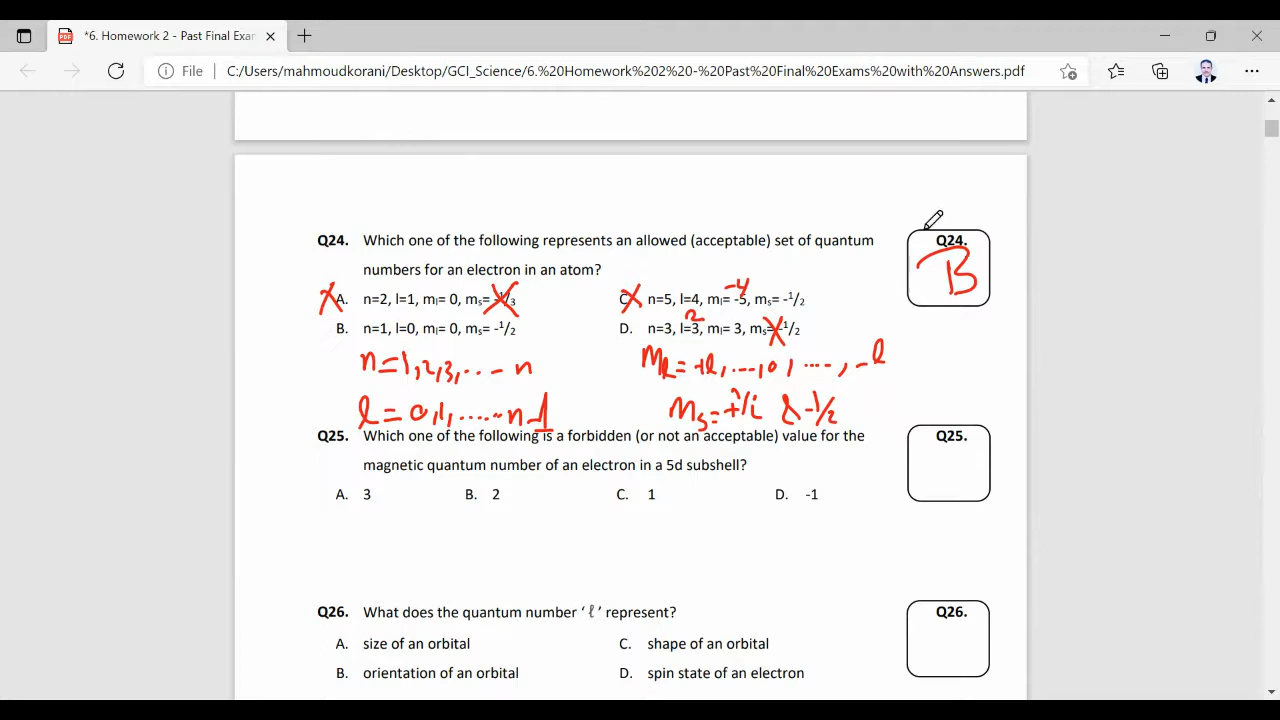 *6. Homework 2 - Past Final Exar
File
C:/Users/mahmoudkorani/Desktop/GCI_Science/6.%20Homework%202%20-%20Past%20Final%20Exams%20with%20Answers.pdf
Q24. Which one of the following represents an allowed (acceptable) set of quantum
numbers for an electron in an atom?
Q24.
B
A. n=2, l=1, ml= 0, ms= -1/3
-4
C. n=5, l=4, ml= -5, ms= -1/2
2
B. n=1, l=0, ml= 0, ms= -1/2
D. n=3, l=3, ml= 3, ms= -1/2
n=1,2,3,...- n
ml = +l, ...., 0, ....., -l
l = 0,1, ...... n-1
ms=+1/2 & -1/2
Q25. Which one of the following is a forbidden (or not an acceptable) value for the
magnetic quantum number of an electron in a 5d subshell?
Q25.
A. 3 B. 2 C. 1 D. -1
Q26. What does the quantum number ‘ℓ’ represent?
Q26.
A. size of an orbital C. shape of an orbital
B. orientation of an orbital D. spin state of an electron